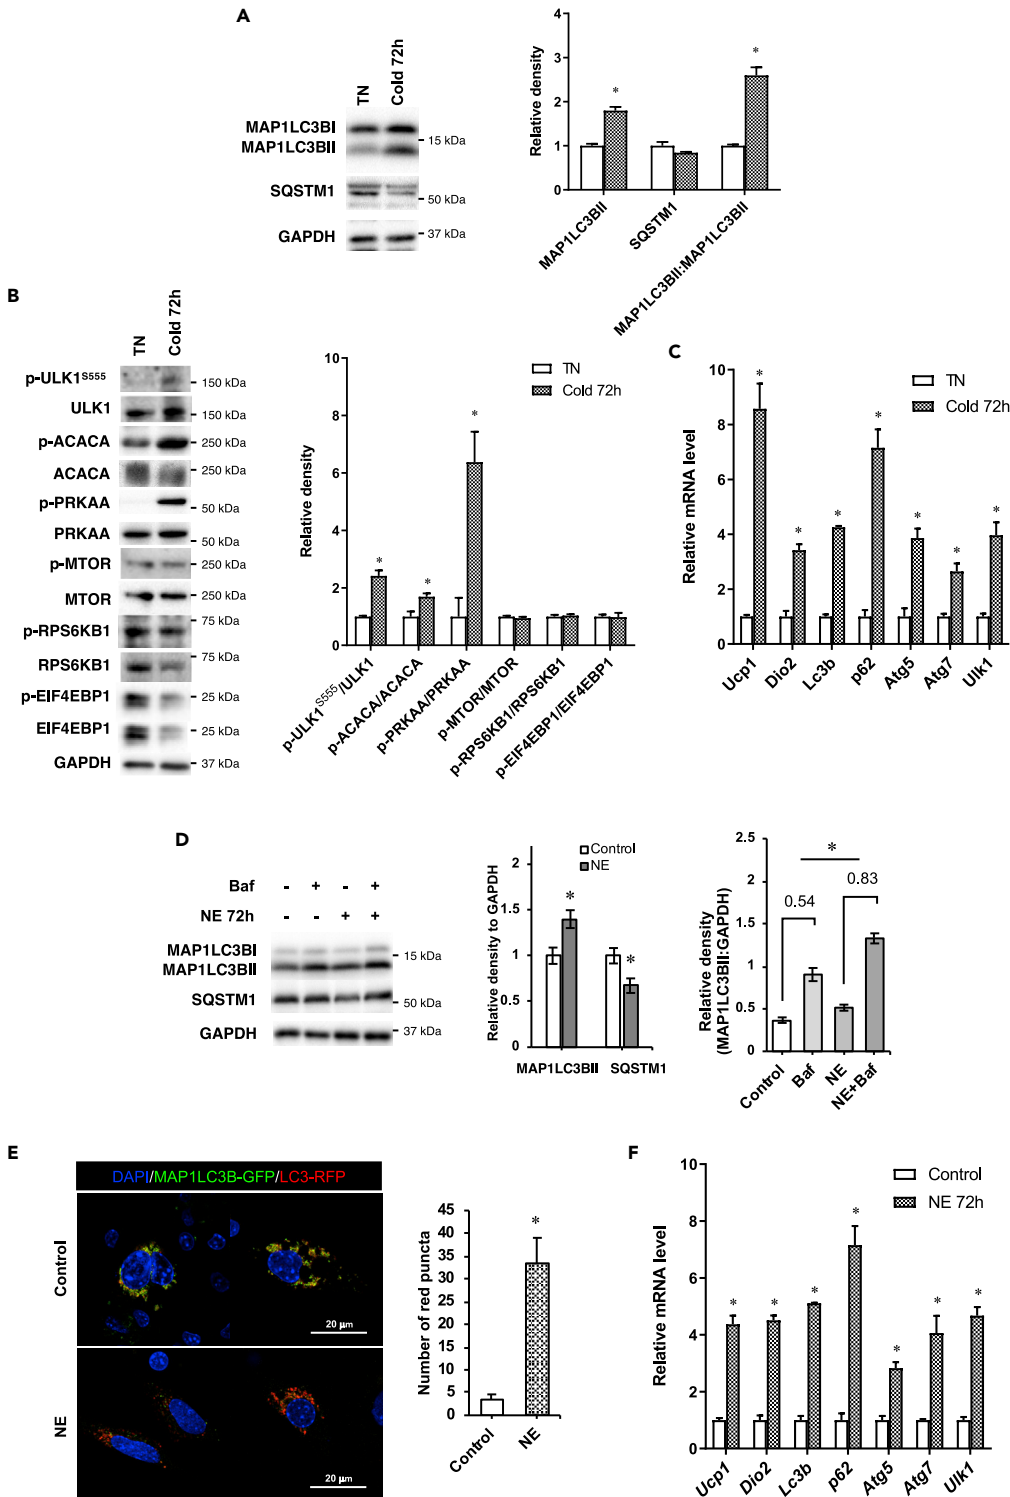 A
TN
Cold 72h
MAP1LC3BI
MAP1LC3BII
15 kDa
SQSTM1
50 kDa
GAPDH
37 kDa
Relative density
6
4
2
0
*
*
MAP1LC3BII
SQSTM1
MAP1LC3BII:MAP1LC3BII
B
TN
Cold 72h
p-ULK1S555
150 kDa
ULK1
150 kDa
p-ACACA
250 kDa
ACACA
250 kDa
p-PRKAA
50 kDa
PRKAA
50 kDa
p-MTOR
250 kDa
MTOR
250 kDa
p-RPS6KB1
75 kDa
RPS6KB1
75 kDa
p-EIF4EBP1
25 kDa
EIF4EBP1
25 kDa
GAPDH
37 kDa
Relative density
10
8
6
4
2
0
TN
Cold 72h
*
*
*
p-ULK1S555/ULK1
p-ACACA/ACACA
p-PRKAA/PRKAA
p-MTOR/MTOR
p-RPS6KB1/RPS6KB1
p-EIF4EBP1/EIF4EBP1
C
Relative mRNA level
10
8
6
4
2
0
TN
Cold 72h
*
*
*
*
*
*
*
Ucp1
Dio2
Lc3b
p62
Atg5
Atg7
Ulk1
D
Baf - + - +
NE 72h - - + +
MAP1LC3BI
MAP1LC3BII
15 kDa
SQSTM1
50 kDa
GAPDH
37 kDa
Relative density to GAPDH
2
1.5
1
0.5
0
Control
NE
*
*
MAP1LC3BII
SQSTM1
Relative density
(MAP1LC3BII:GAPDH)
2.5
2
1.5
1
0.5
0
*
0.54
0.83
Control
Baf
NE
NE+Baf
E
DAPI/MAP1LC3B-GFP/LC3-RFP
Control
20 μm
NE
20 μm
Number of red puncta
45
40
35
30
25
20
15
10
5
0
*
Control
NE
F
Relative mRNA level
10
8
6
4
2
0
Control
NE 72h
*
*
*
*
*
*
*
Ucp1
Dio2
Lc3b
p62
Atg5
Atg7
Ulk1